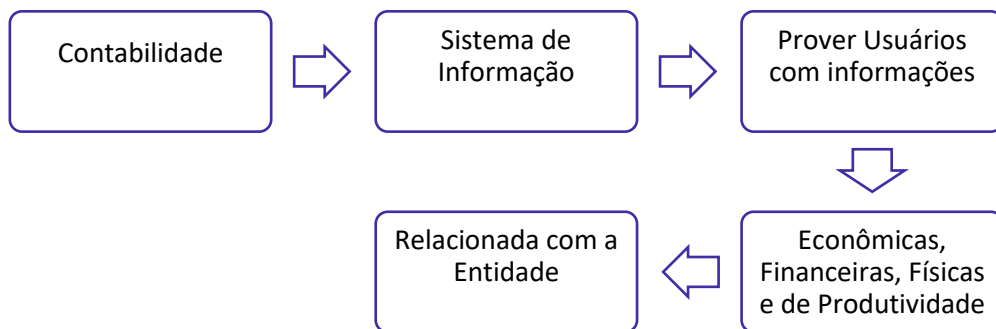 Contabilidade
Sistema de
Informação
Prover Usuários
com informações
Econômicas,
Financeiras, Físicas
e de Produtividade
Relacionada com a
Entidade